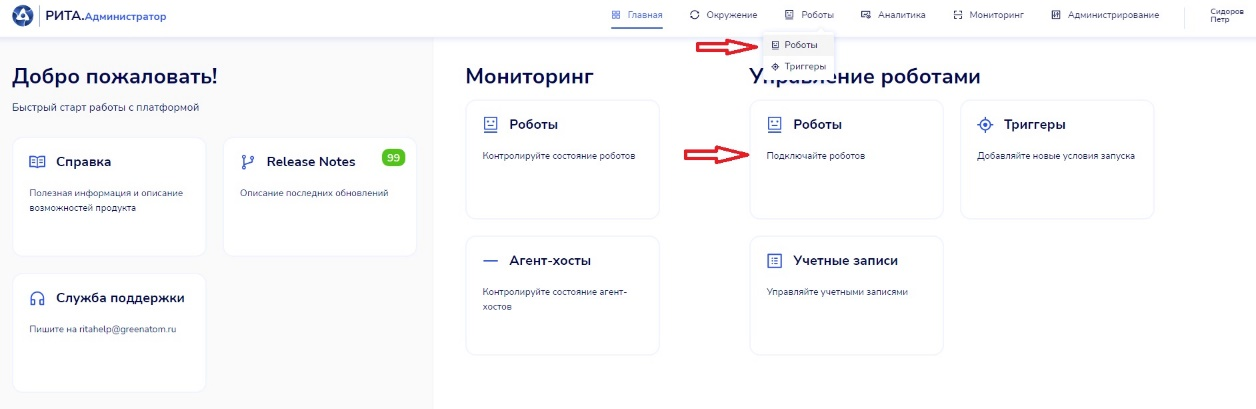 РИТА.Администратор
Главная
Окружение
Роботы
Аналитика
Мониторинг
Администрирование
Сидоров
Петр
Роботы
Триггеры
Добро пожаловать!
Быстрый старт работы с платформой
Справка
Полезная информация и описание
возможностей продукта
Release Notes
99
Описание последних обновлений
Служба поддержки
Пишите на ritahelp@greenatom.ru
Мониторинг
Роботы
Контролируйте состояние роботов
Агент-хосты
Контролируйте состояние агент-
хостов
Управление роботами
Роботы
Подключайте роботов
Триггеры
Добавляйте новые условия запуска
Учетные записи
Управляйте учетными записями